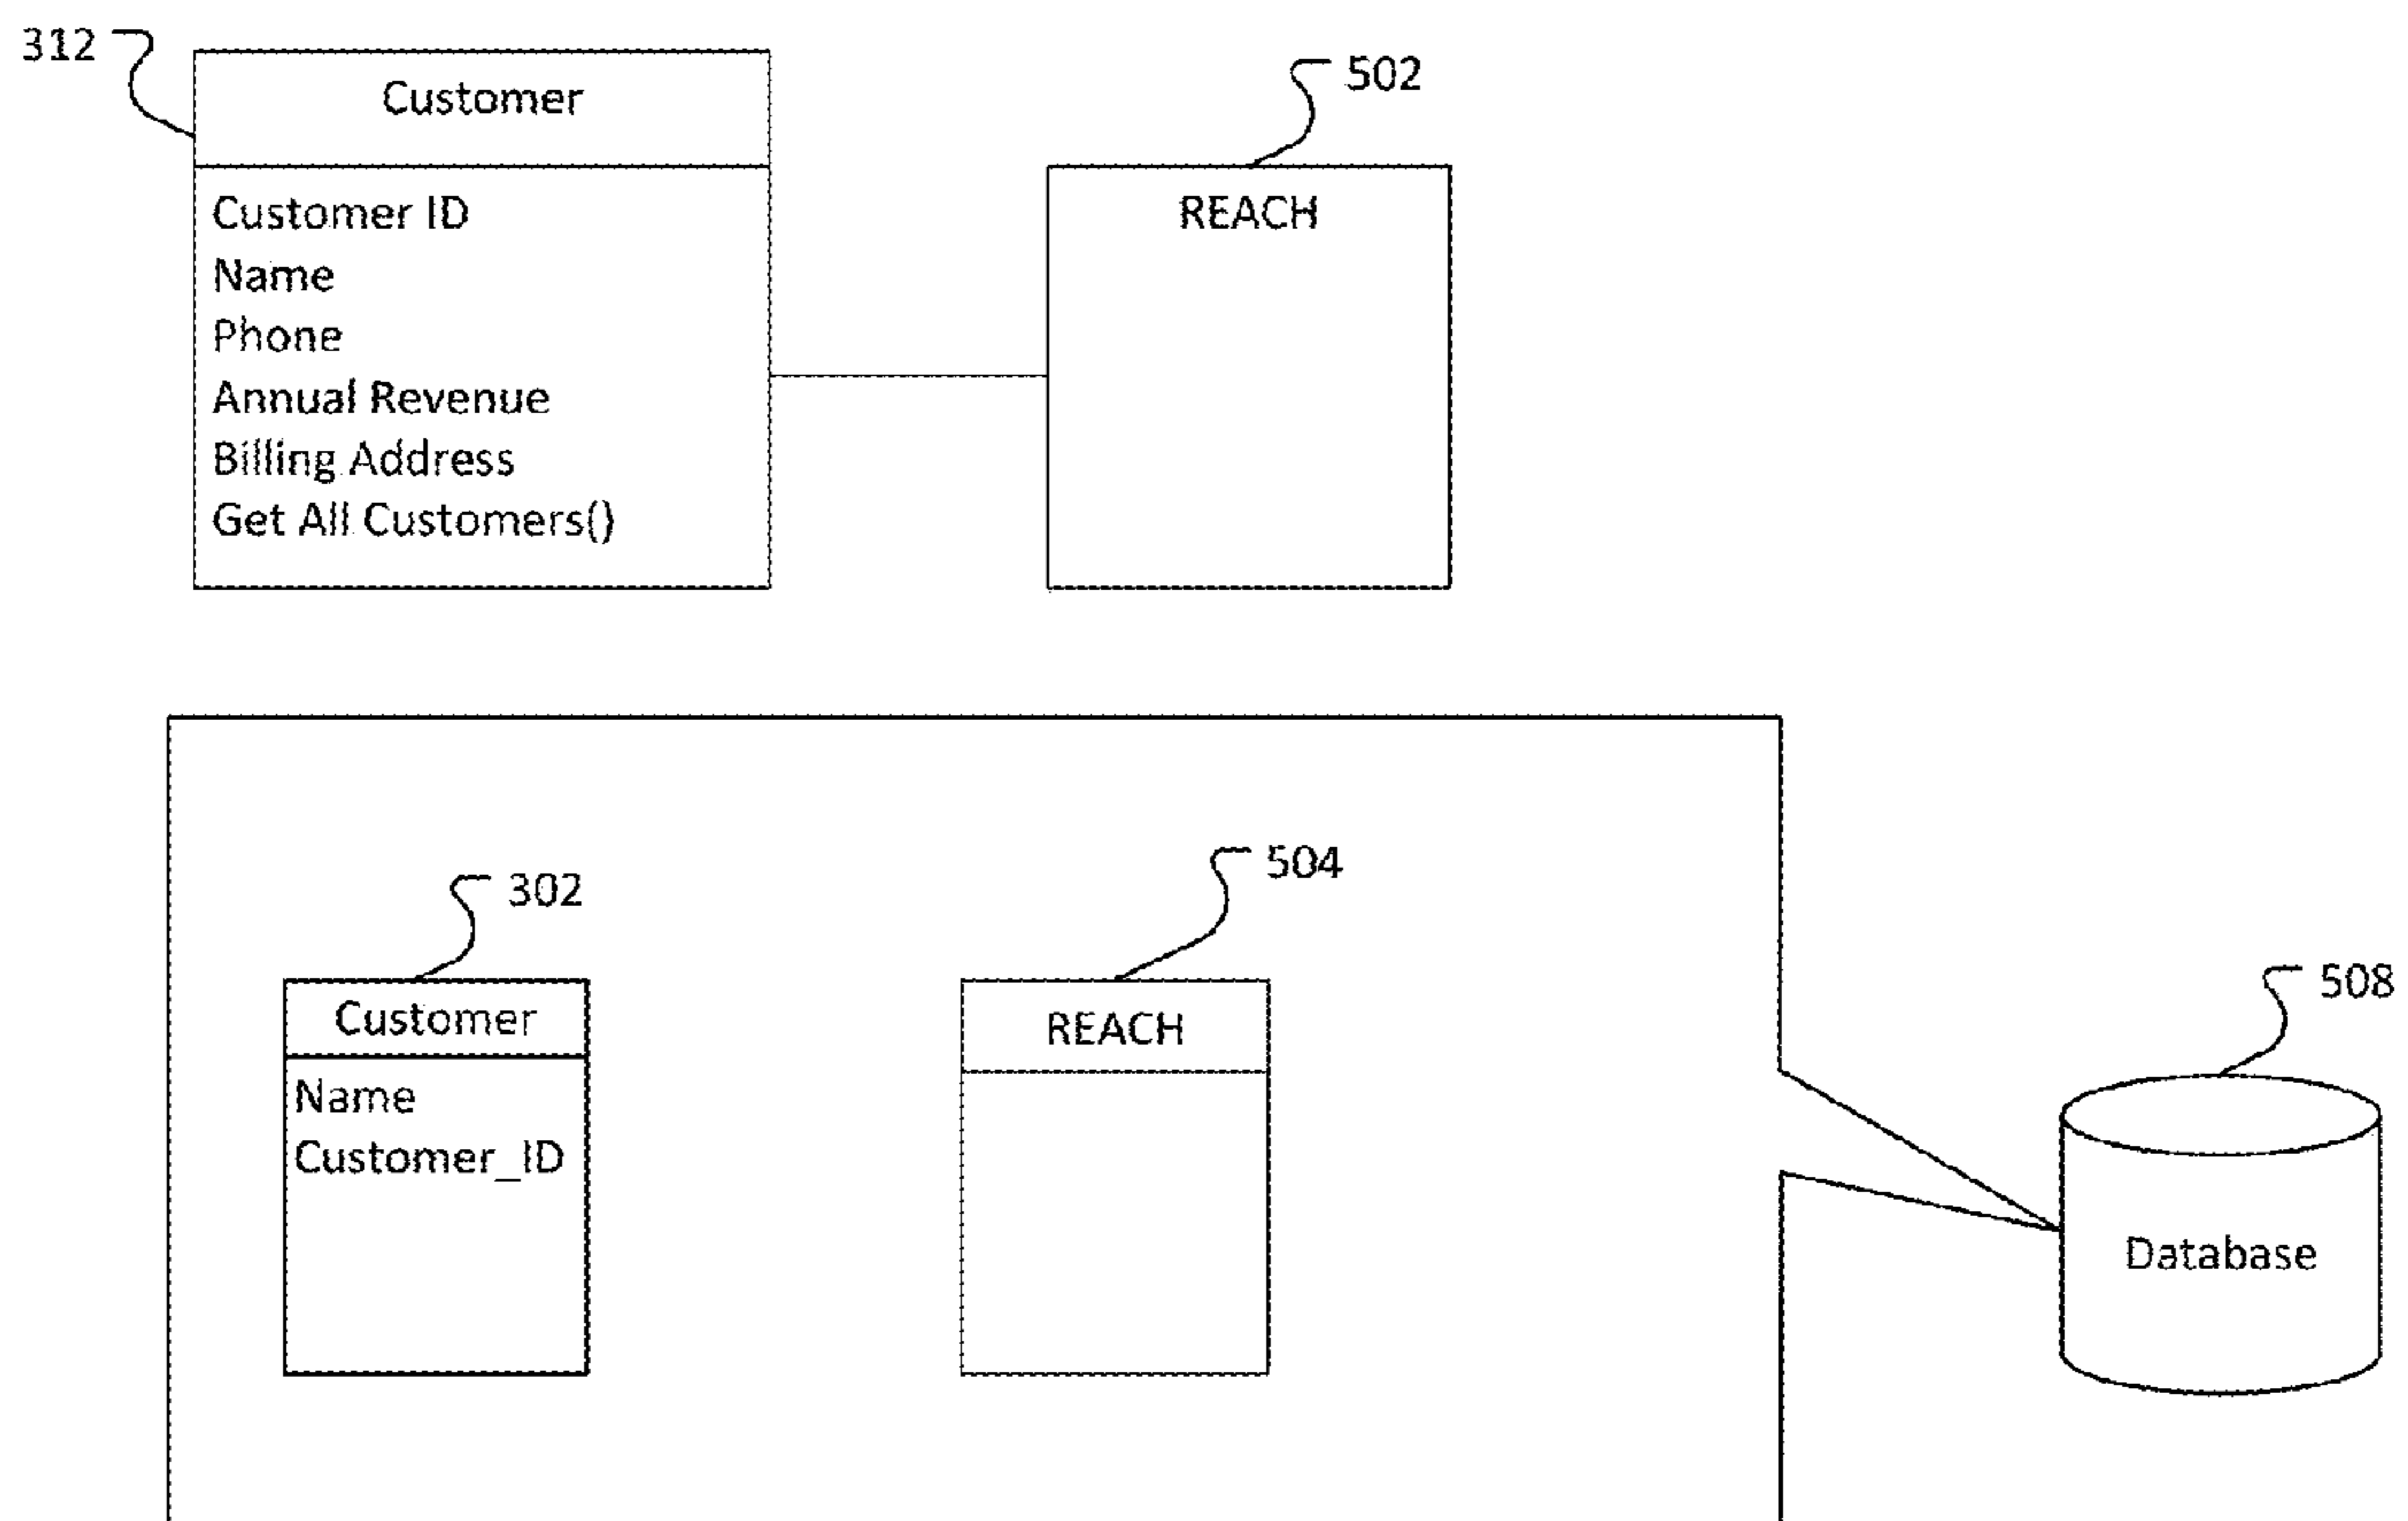 312
Customer
502
Customer ID
Name
Phone
Annual Revenue
Billing Address
Get All Customers()
REACH
302
504
508
Customer
Name
Customer_ID
REACH
Database